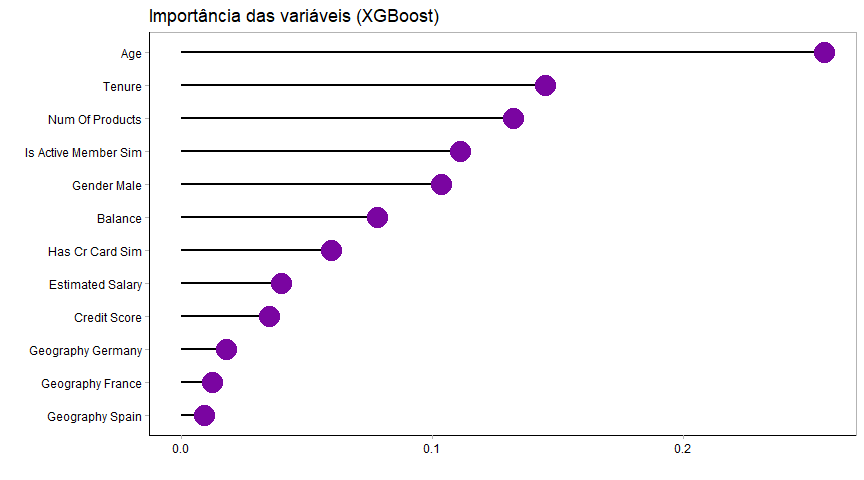 Importância das variáveis (XGBoost)
Age
Tenure
Num Of Products
Is Active Member Sim
Gender Male
Balance
Has Cr Card Sim
Estimated Salary
Credit Score
Geography Germany
Geography France
Geography Spain
0.0 0.1 0.2